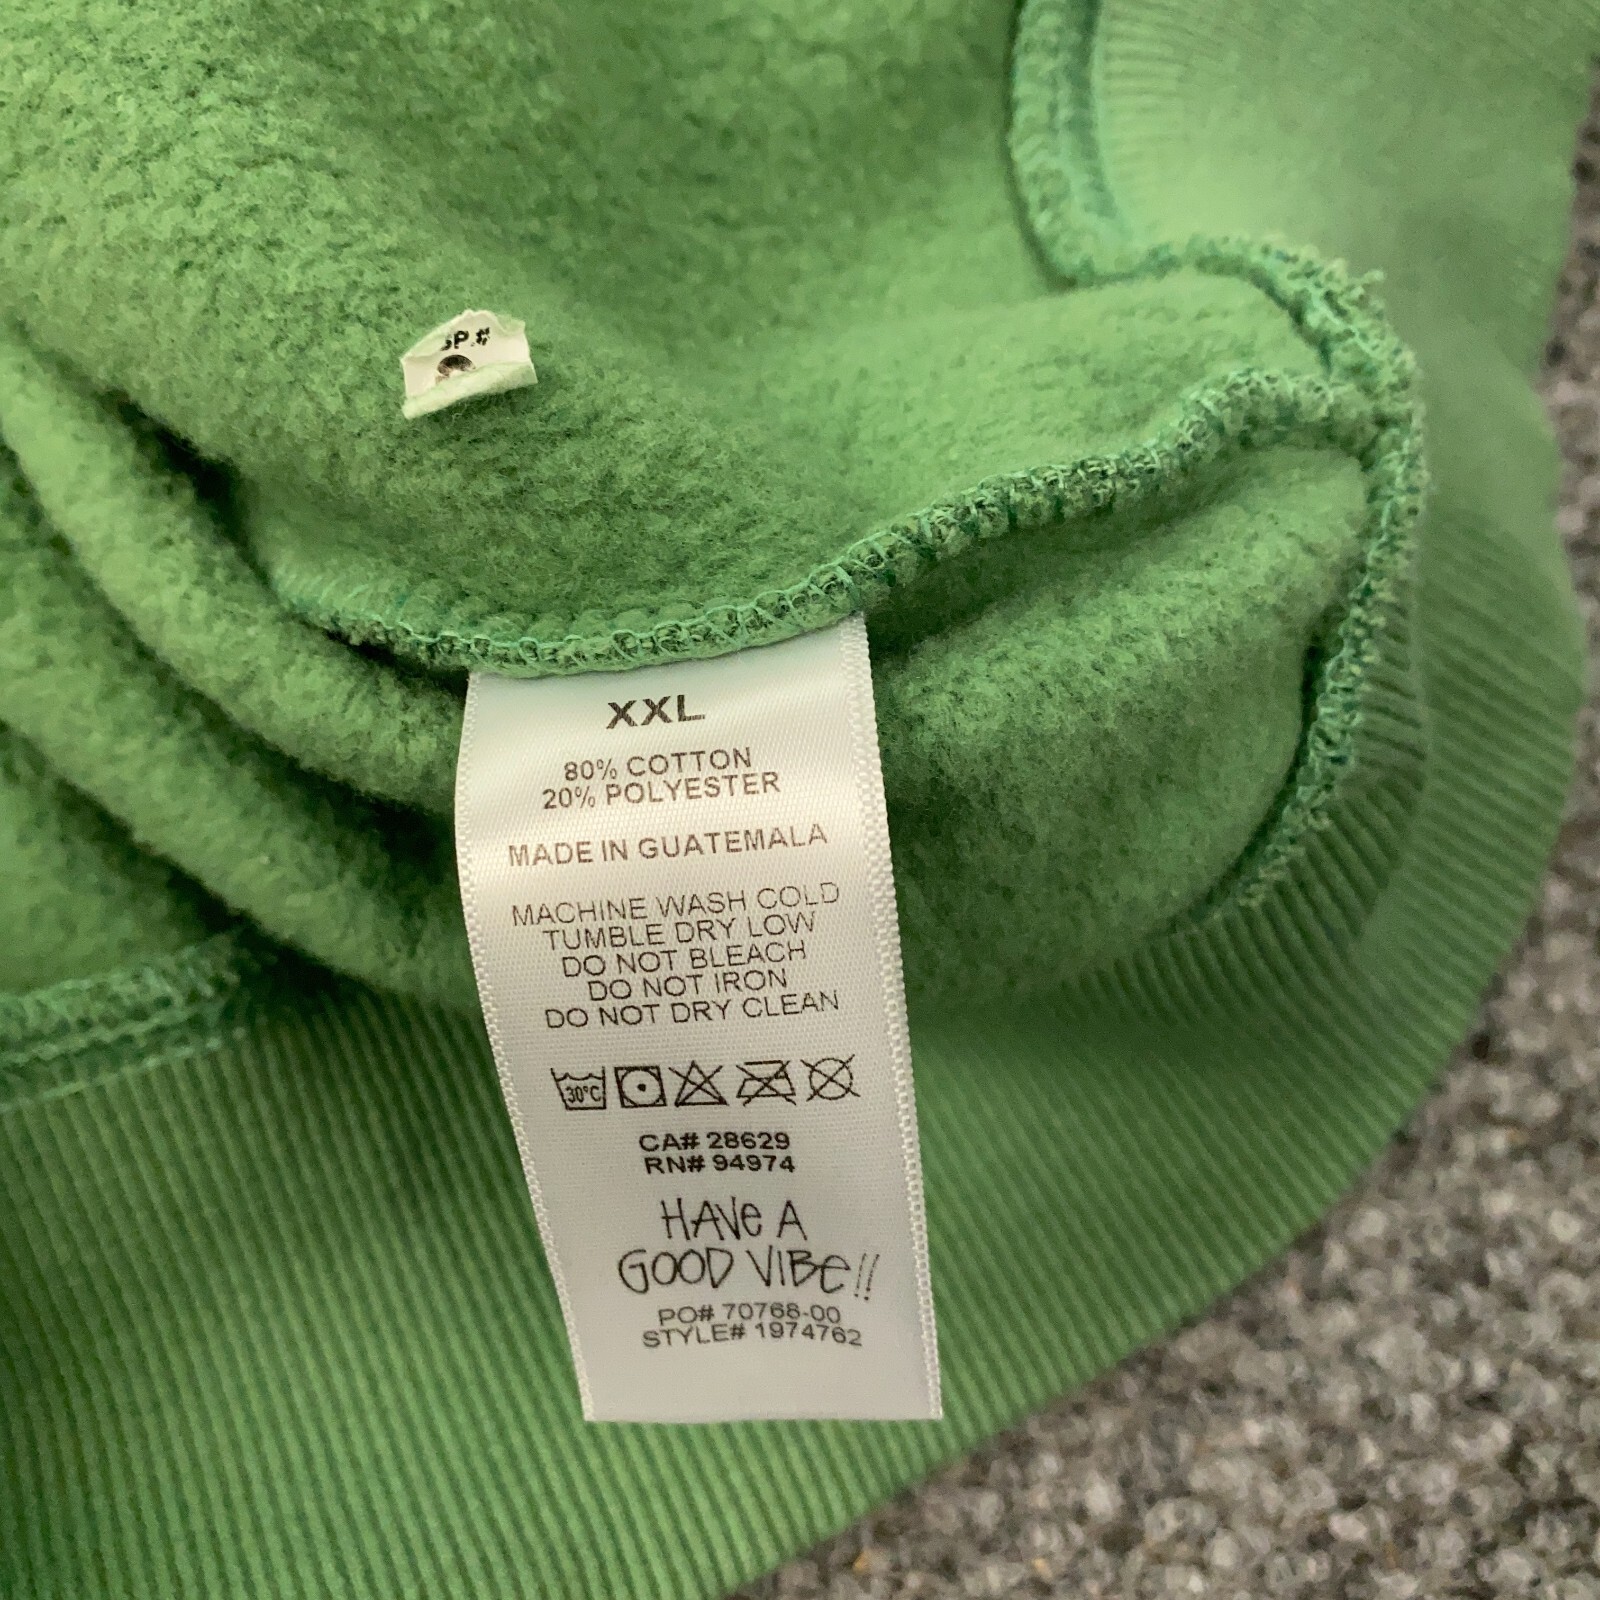 SP.#
XXL
80% COTTON
20% POLYESTER
MADE IN GUATEMALA
MACHINE WASH COLD
TUMBLE DRY LOW
DO NOT BLEACH
DO NOT IRON
DO NOT DRY CLEAN
30°C
CA# 28629
RN# 94974
HAVe A
GOOD VIBe!!
PO# 70768-00
STYLE# 1974762